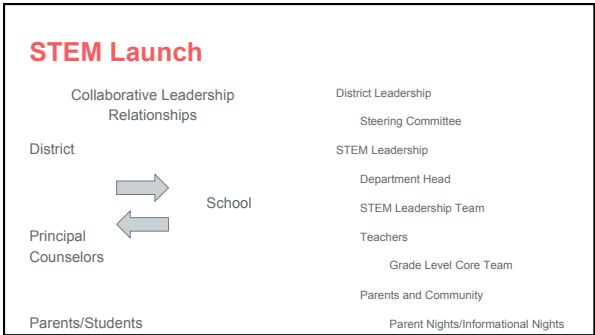 STEM Launch
Collaborative Leadership
Relationships
District
School
Principal
Counselors
Parents/Students
District Leadership
Steering Committee
STEM Leadership
Department Head
STEM Leadership Team
Teachers
Grade Level Core Team
Parents and Community
Parent Nights/Informational Nights